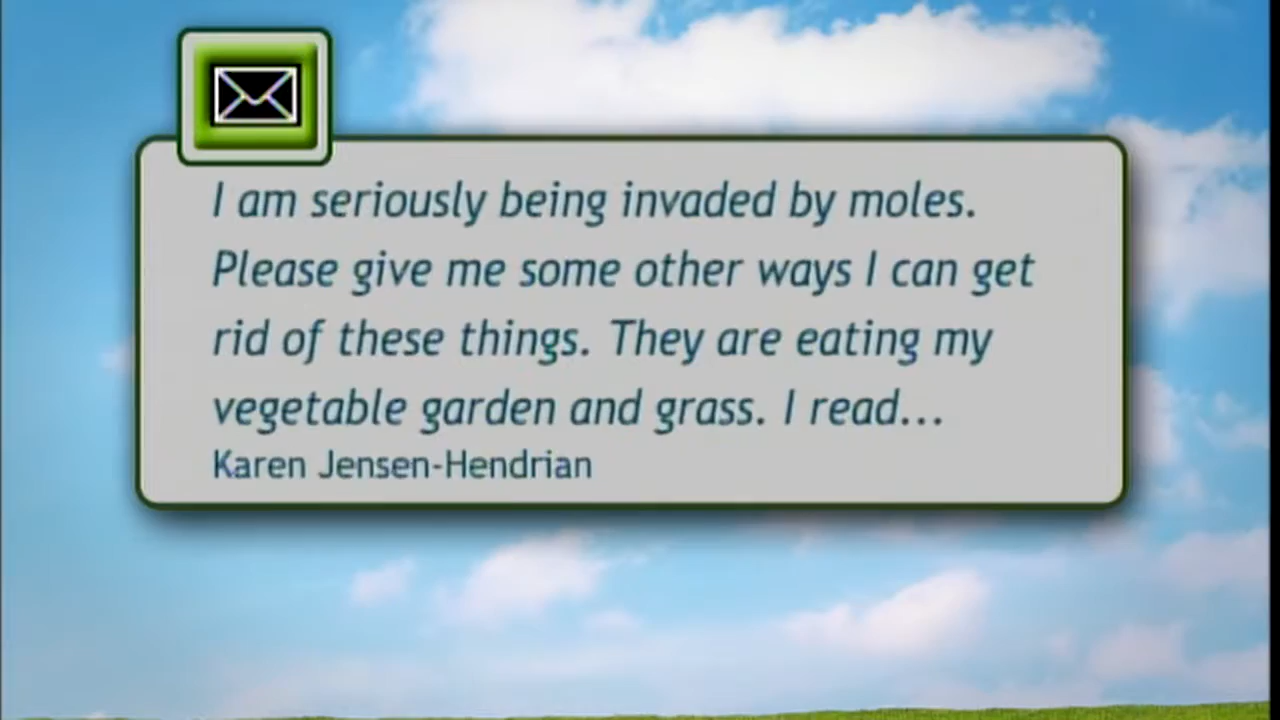 I am seriously being invaded by moles.
Please give me some other ways I can get
rid of these things. They are eating my
vegetable garden and grass. I read...
Karen Jensen-Hendrian